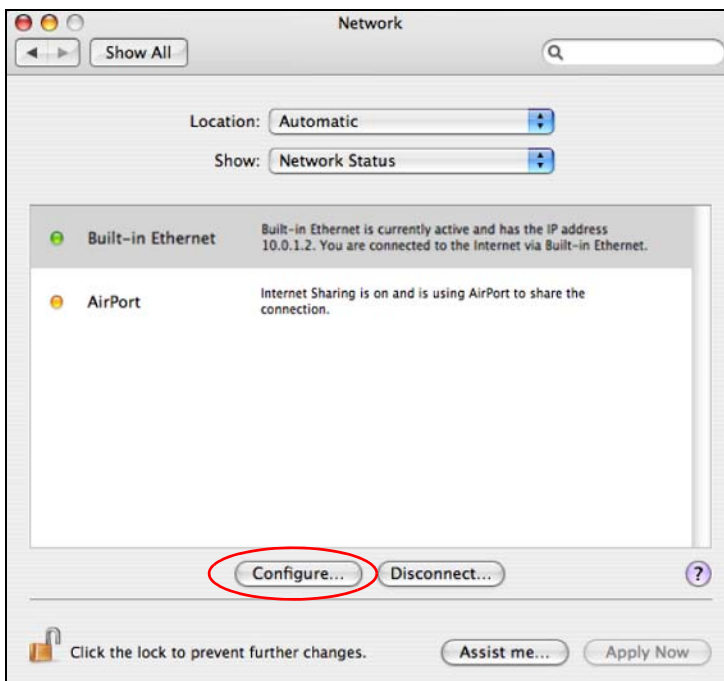 Network
Show All
Location: Automatic
Show: Network Status
Built-in Ethernet
Built-in Ethernet is currently active and has the IP address
10.0.1.2. You are connected to the Internet via Built-in Ethernet.
AirPort
Internet Sharing is on and is using AirPort to share the
connection.
Configure... Disconnect... ?
Click the lock to prevent further changes. Assist me... Apply Now